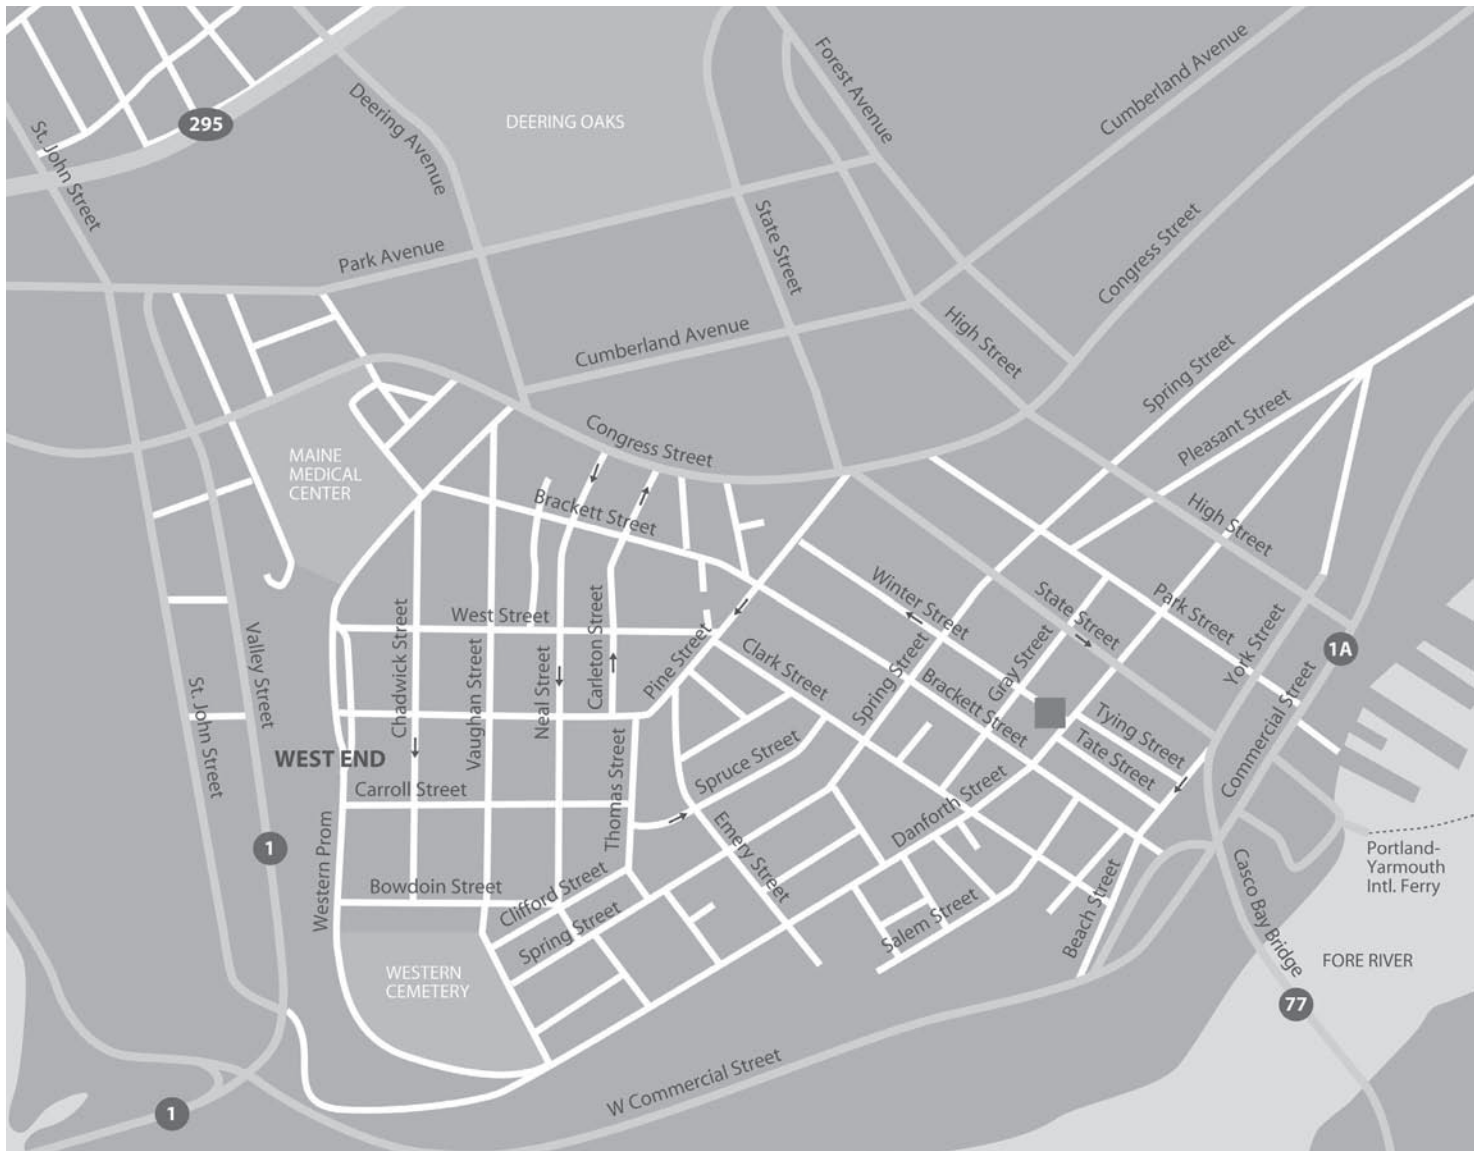 Forest Avenue
Cumberland Avenue
Deering Avenue
295
DEERING OAKS
St. John Street
State Street
Congress Street
Park Avenue
High Street
Cumberland Avenue
Spring Street
Pleasant Street
Congress Street
MAINE
MEDICAL
CENTER
Brackett Street
High Street
Winter Street
State Street
Park Street
West Street
Chadwick Street
Vaughan Street
Neal Street
Carleton Street
Pine Street
Clark Street
Spring Street
Brackett Street
Gray Street
York Street
1A
Valley Street
St. John Street
Tying Street
Tate Street
Commercial Street
WEST END
Carroll Street
Thomas Street
Spruce Street
Danforth Street
Emery Street
1
Western Prom
Bowdoin Street
Clifford Street
Spring Street
Salem Street
Beach Street
Casco Bay Bridge
Portland-
Yarmouth
Intl. Ferry
FORE RIVER
WESTERN
CEMETERY
77
W Commercial Street
1